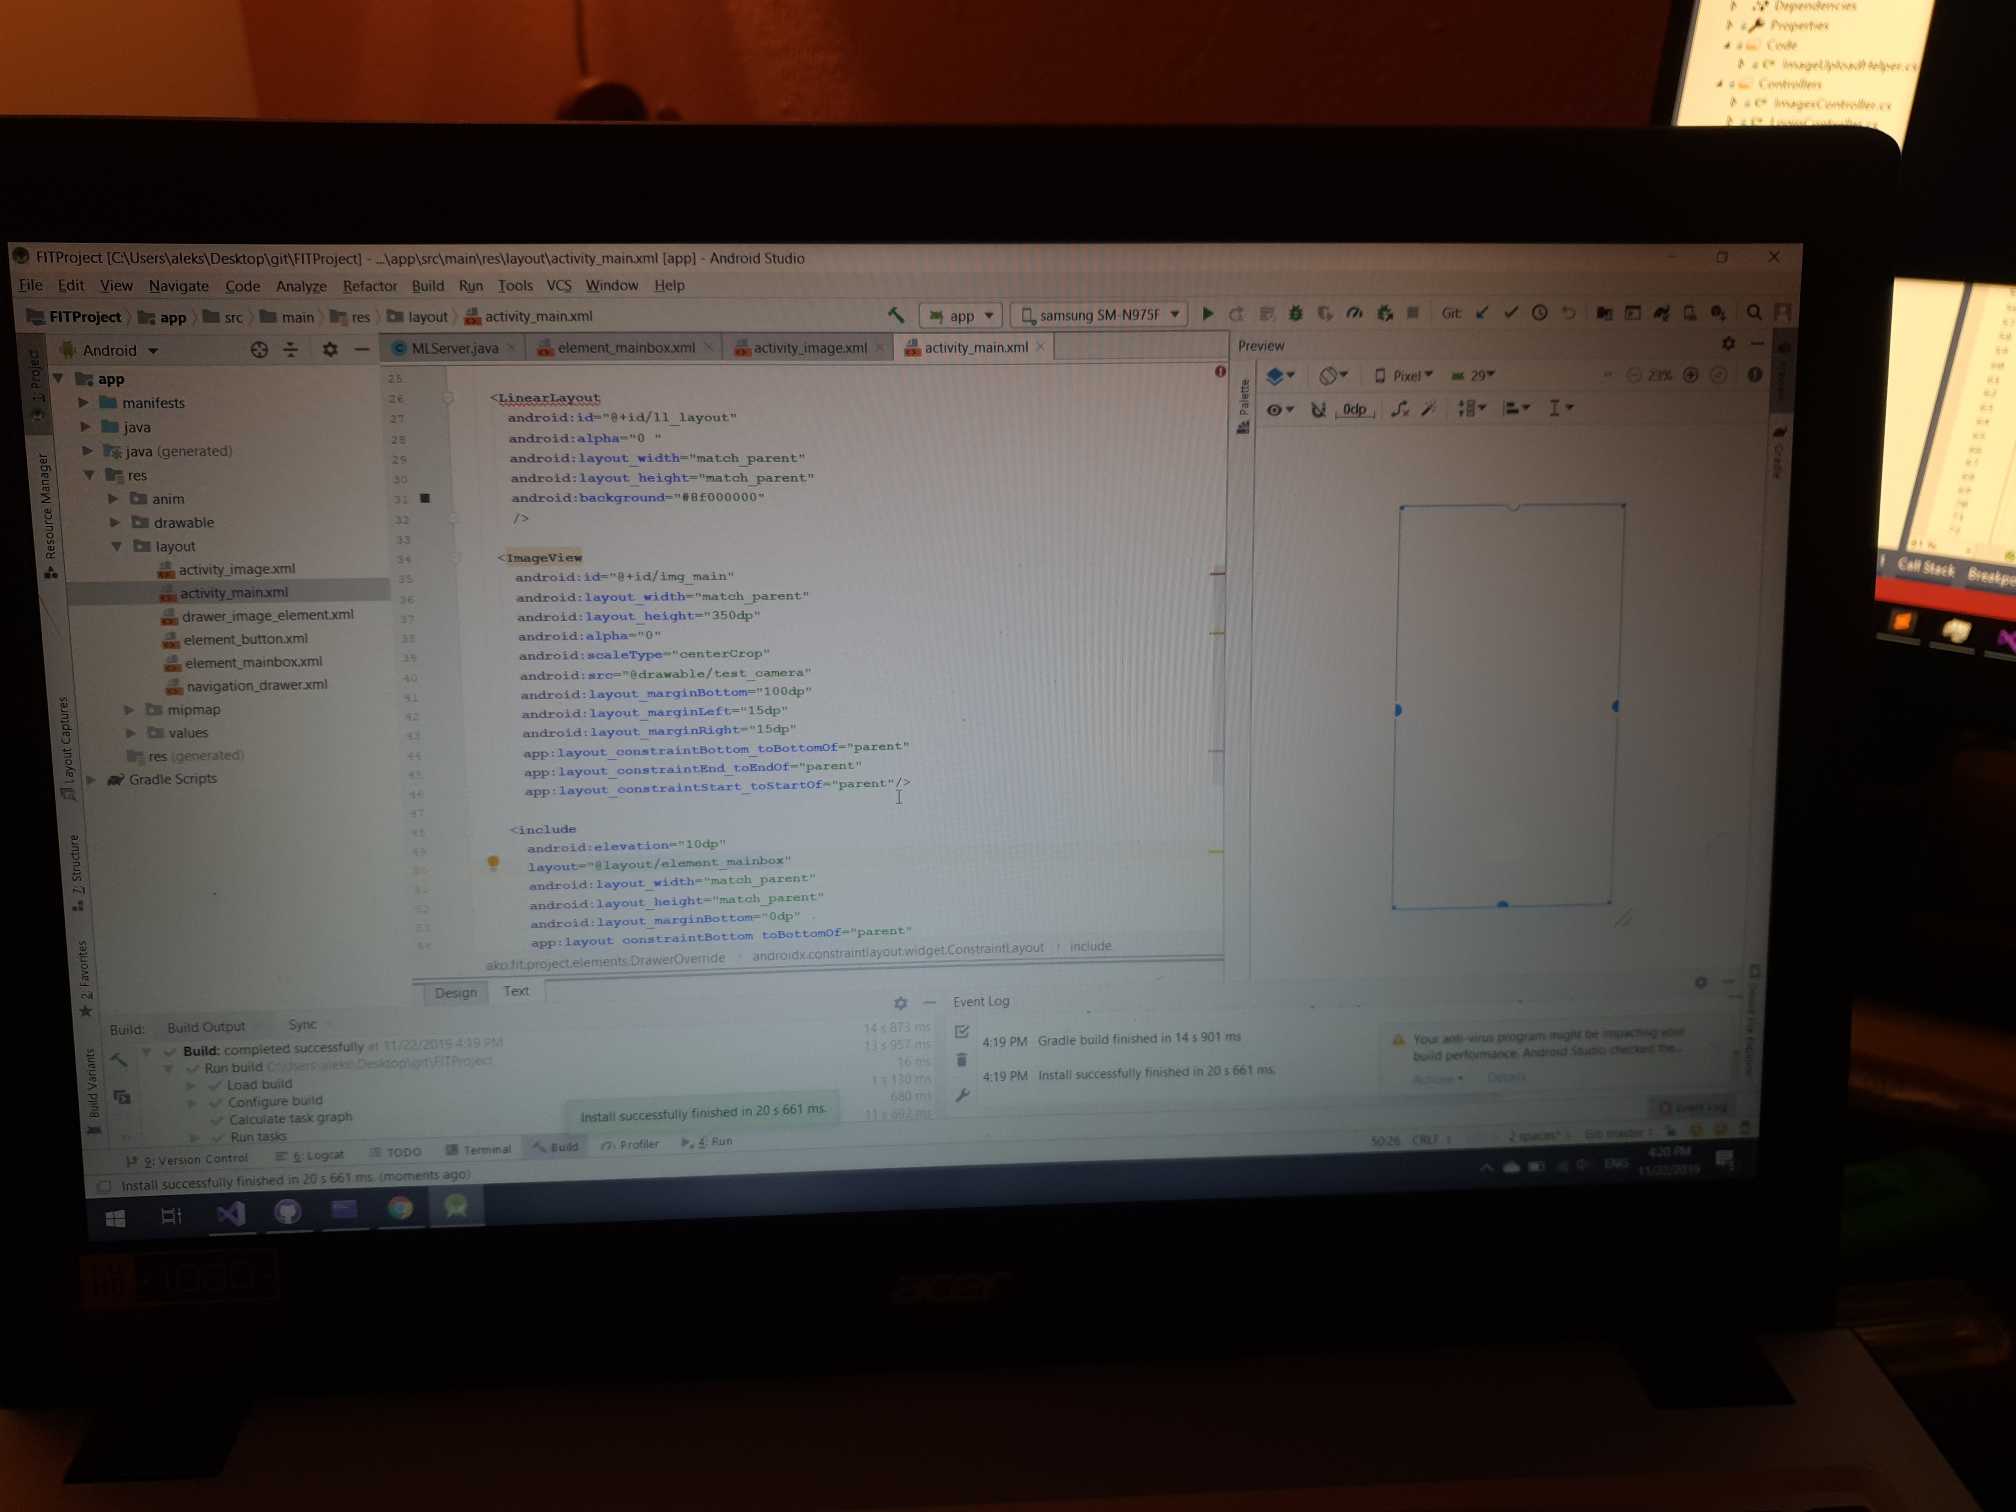 Dependencies
Properties
Code
ImageUploadHelper.cs
Controllers
ImagesController.cs
LoginController.cs
FITProject [C:\Users\aleks\Desktop\git\FITProject] - ...\app\src\main\res\layout\activity_main.xml [app] - Android Studio
File Edit View Navigate Code Analyze Refactor Build Run Tools VCS Window Help
FITProject app src main res layout activity_main.xml
app samsung SM-N975F Git:
1: Project
Android
MLServer.java element_mainbox.xml activity_image.xml activity_main.xml
Preview
Palette
Pixel 29 23%
0dp
Gradle
app
manifests
java
java (generated)
res
anim
drawable
layout
activity_image.xml
activity_main.xml
drawer_image_element.xml
element_button.xml
element_mainbox.xml
navigation_drawer.xml
mipmap
values
res (generated)
Gradle Scripts
Resource Manager
Layout Captures
7: Structure
2: Favorites
Build Variants
25
26 <LinearLayout
27 android:id="@+id/ll_layout"
28 android:alpha="0 "
29 android:layout_width="match_parent"
30 android:layout_height="match_parent"
31 android:background="#8f000000"
32 />
33
34 <ImageView
35 android:id="@+id/img_main"
36 android:layout_width="match_parent"
37 android:layout_height="350dp"
38 android:alpha="0"
39 android:scaleType="centerCrop"
40 android:src="@drawable/test_camera"
41 android:layout_marginBottom="100dp"
42 android:layout_marginLeft="15dp"
43 android:layout_marginRight="15dp"
44 app:layout_constraintBottom_toBottomOf="parent"
45 app:layout_constraintEnd_toEndOf="parent"
46 app:layout_constraintStart_toStartOf="parent"/>
47
48 <include
49 android:elevation="10dp"
50 layout="@layout/element_mainbox"
51 android:layout_width="match_parent"
52 android:layout_height="match_parent"
53 android:layout_marginBottom="0dp"
54 app:layout_constraintBottom_toBottomOf="parent"
ako.fit.project.elements.DrawerOverride androidx.constraintlayout.widget.ConstraintLayout include
Design Text
Build: Build Output Sync
Build: completed successfully at 11/22/2019 4:19 PM
Run build C:\Users\aleks\Desktop\git\FITProject
Load build
Configure build
Calculate task graph
Run tasks
14 s 873 ms
13 s 957 ms
16 ms
1 s 130 ms
680 ms
Event Log
4:19 PM Gradle build finished in 14 s 901 ms
4:19 PM Install successfully finished in 20 s 661 ms.
Your anti-virus program might be impacting your
build performance. Android Studio checked the...
Actions Details
Install successfully finished in 20 s 661 ms.
9: Version Control 6: Logcat TODO Terminal Build Profiler 4: Run
Event Log
Install successfully finished in 20 s 661 ms. (moments ago)
50:26 CRLF 2 spaces* Git: master
ENG 4:20 PM
11/22/2019
1080
acer
Call Stack